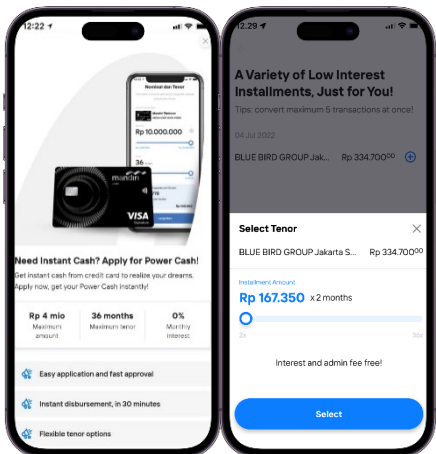 12:22
Nominal dan Tenor
Rp 10.000.000
36
mandiri
VISA
Need Instant Cash? Apply for Power Cash!
Get instant cash from credit card to realize your dreams.
Apply now, get your Power Cash instantly!
Rp 4 mio
Maximum
amount
36 months
Maximum tenor
0%
Monthly
interest
Easy application and fast approval
Instant disbursement, in 30 minutes
Flexible tenor options
12.29
A Variety of Low Interest
Installments, Just for You!
Tips: convert maximum 5 transactions at once!
04 Jul 2022
BLUE BIRD GROUP Jak... Rp 334.700⁰⁰
Select Tenor
BLUE BIRD GROUP Jakarta S... Rp 334.700⁰⁰
Installment Amount
Rp 167.350 x 2 months
2x 36x
Interest and admin fee free!
Select